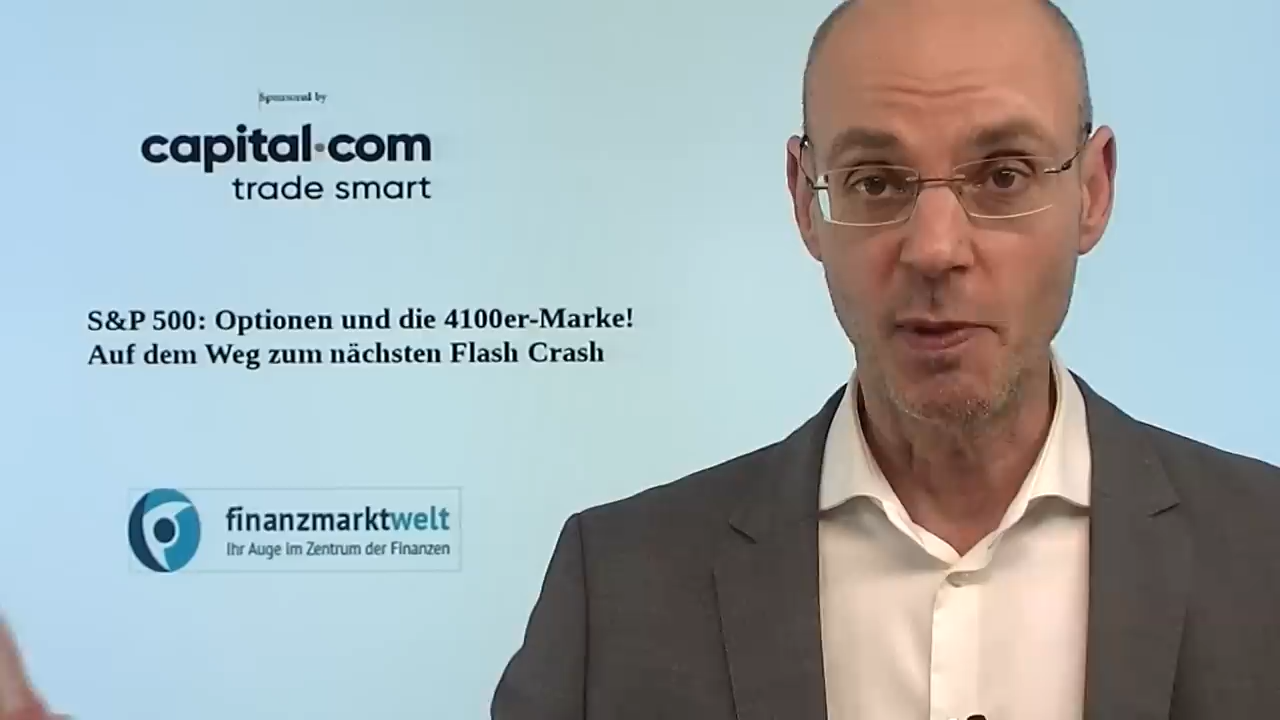 Sponsored by
capital.com
trade smart
S&P 500: Optionen und die 4100er-Marke!
Auf dem Weg zum nächsten Flash Crash
finanzmarktwelt
Ihr Auge im Zentrum der Finanzen